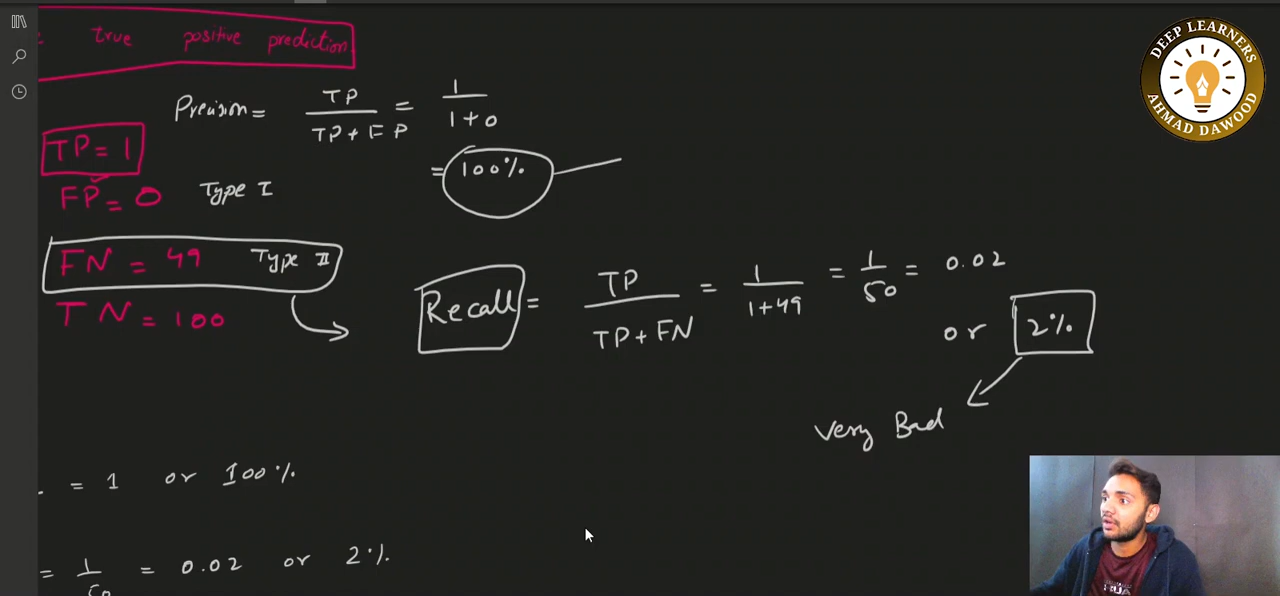 true positive prediction
Precision = TP / TP + FP = 1 / 1 + 0
= 100%
TP = 1
FP = 0 Type I
FN = 49 Type II
TN = 100
Recall = TP / TP + FN = 1 / 1 + 49 = 1 / 50 = 0.02
or 2%
Very Bad
= 1 or 100%
= 1 / 50 = 0.02 or 2%
DEEP LEARNERS
AHMAD DAWOOD